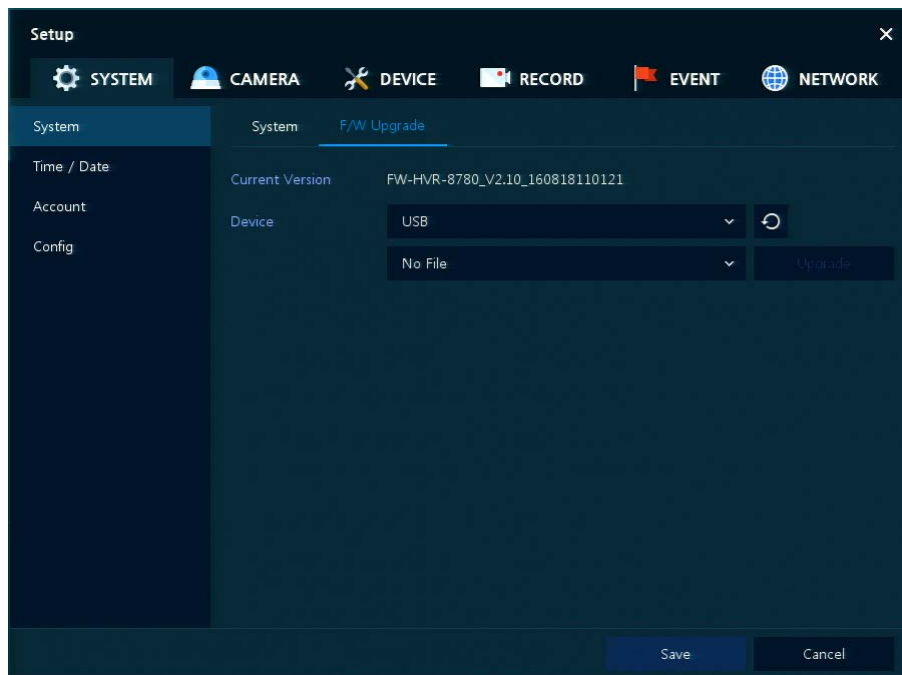 Setup
SYSTEM CAMERA DEVICE RECORD EVENT NETWORK
System System F/W Upgrade
Time / Date
Current Version FW-HVR-8780_V2.10_160818110121
Account
Device USB
Config
No File Upgrade
Save Cancel